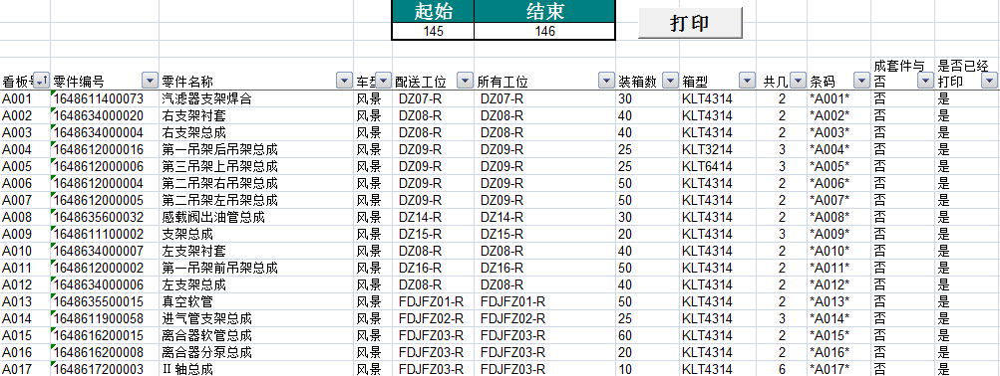 起始 结束
145 146 打印
成套件与 是否已经
看板号 零件编号 零件名称 车型 配送工位 所有工位 装箱数 箱型 共几 条码 否 打印
A001 1648611400073 汽滤器支架焊合 风景 DZ07-R DZ07-R 30 KLT4314 2 *A001* 否 是
A002 1648634000020 右支架衬套 风景 DZ08-R DZ08-R 40 KLT4314 2 *A002* 否 是
A003 1648634000004 右支架总成 风景 DZ08-R DZ08-R 40 KLT4314 2 *A003* 否 是
A004 1648612000016 第一吊架后吊架总成 风景 DZ09-R DZ09-R 25 KLT3214 3 *A004* 否 是
A005 1648612000006 第三吊架上吊架总成 风景 DZ09-R DZ09-R 25 KLT6414 3 *A005* 否 是
A006 1648612000004 第二吊架右吊架总成 风景 DZ09-R DZ09-R 50 KLT4314 2 *A006* 否 是
A007 1648612000005 第二吊架左吊架总成 风景 DZ09-R DZ09-R 50 KLT4314 2 *A007* 否 是
A008 1648635600032 感载阀出油管总成 风景 DZ14-R DZ14-R 30 KLT4314 2 *A008* 否 是
A009 1648611100002 支架总成 风景 DZ15-R DZ15-R 20 KLT4314 3 *A009* 否 是
A010 1648634000007 左支架衬套 风景 DZ08-R DZ08-R 40 KLT4314 2 *A010* 否 是
A011 1648612000002 第一吊架前吊架总成 风景 DZ16-R DZ16-R 50 KLT4314 2 *A011* 否 是
A012 1648634000006 左支架总成 风景 DZ08-R DZ08-R 40 KLT4314 2 *A012* 否 是
A013 1648635500015 真空软管 风景 FDJFZ01-R FDJFZ01-R 50 KLT4314 2 *A013* 否 是
A014 1648611900058 进气管支架总成 风景 FDJFZ02-R FDJFZ02-R 25 KLT4314 3 *A014* 否 是
A015 1648616200015 离合器软管总成 风景 FDJFZ03-R FDJFZ03-R 60 KLT4314 2 *A015* 否 是
A016 1648616200008 离合器分泵总成 风景 FDJFZ03-R FDJFZ03-R 20 KLT4314 2 *A016* 否 是
A017 1648617200003 Ⅱ轴总成 风景 FDJFZ03-R FDJFZ03-R 10 KLT4314 6 *A017* 否 是